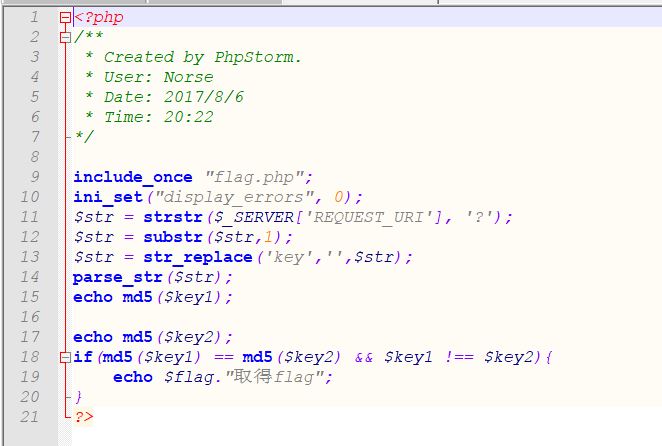 1 <?php
2 /**
3 * Created by PhpStorm.
4 * User: Norse
5 * Date: 2017/8/6
6 * Time: 20:22
7 */
8
9 include_once "flag.php";
10 ini_set("display_errors", 0);
11 $str = strstr($_SERVER['REQUEST_URI'], '?');
12 $str = substr($str,1);
13 $str = str_replace('key','',$str);
14 parse_str($str);
15 echo md5($key1);
16
17 echo md5($key2);
18 if(md5($key1) == md5($key2) && $key1 !== $key2){
19 echo $flag."取得flag";
20 }
21 ?>